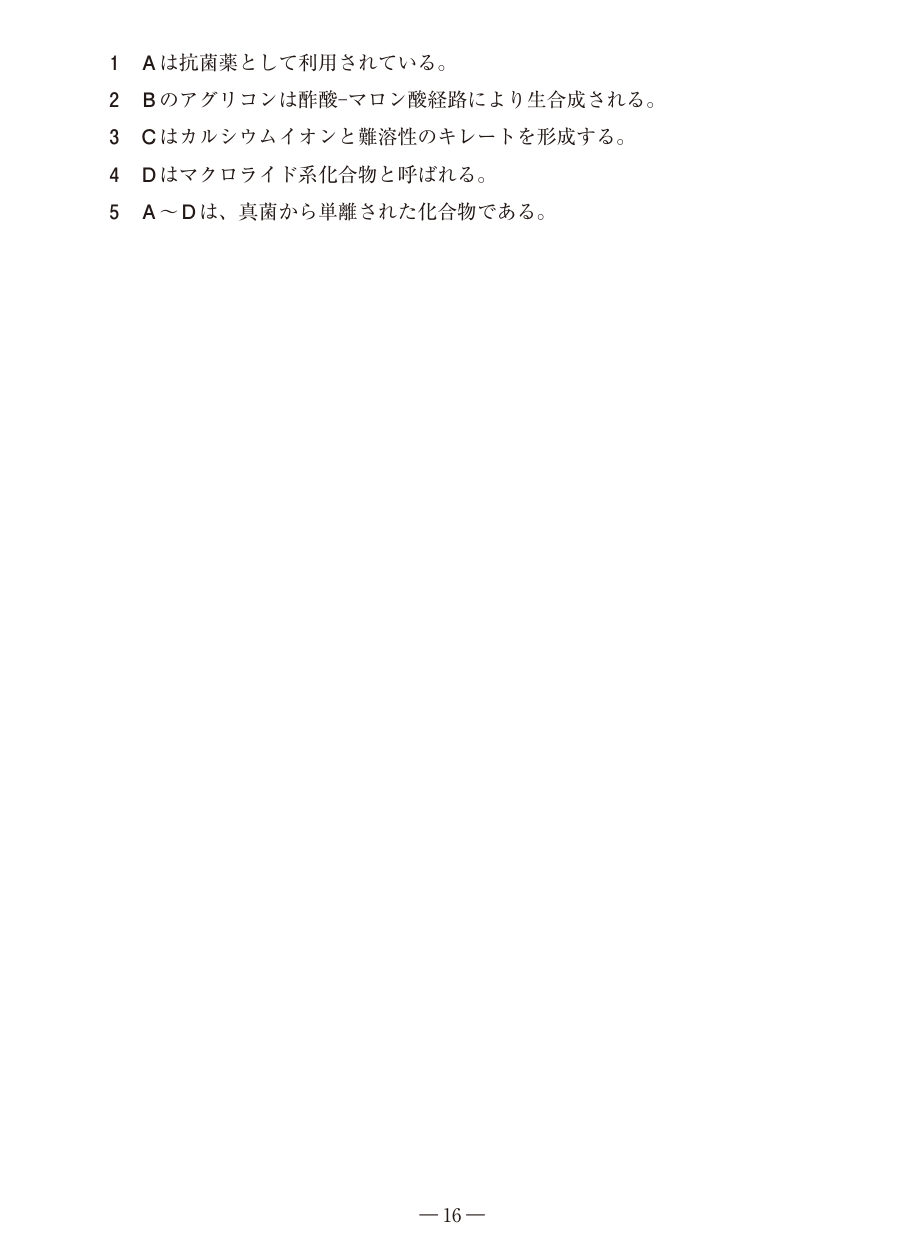 1 Aは抗菌薬として利用されている。
2 Bのアグリコンは酢酸−マロン酸経路により生合成される。
3 Cはカルシウムイオンと難溶性のキレートを形成する。
4 Dはマクロライド系化合物と呼ばれる。
5 A〜Dは、真菌から単離された化合物である。
— 16 —